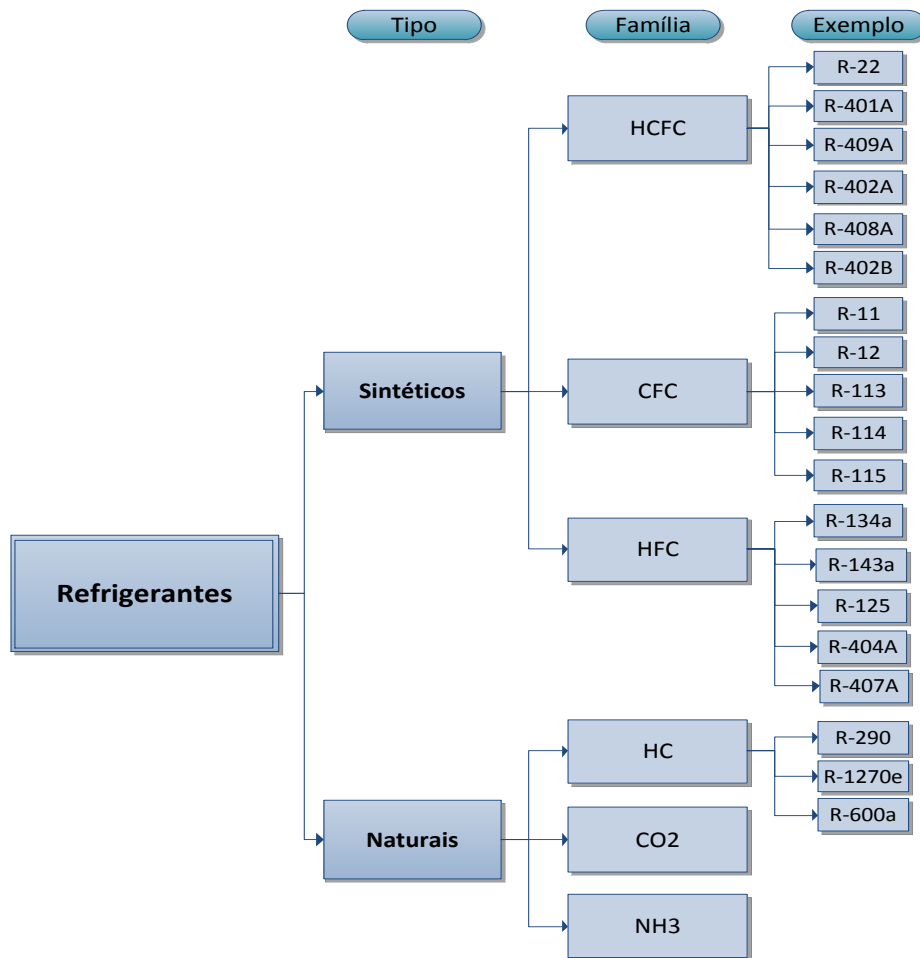 Tipo
Família
Exemplo
Refrigerantes
Sintéticos
HCFC
R-22
R-401A
R-409A
R-402A
R-408A
R-402B
CFC
R-11
R-12
R-113
R-114
R-115
HFC
R-134a
R-143a
R-125
R-404A
R-407A
Naturais
HC
R-290
R-1270e
R-600a
CO2
NH3